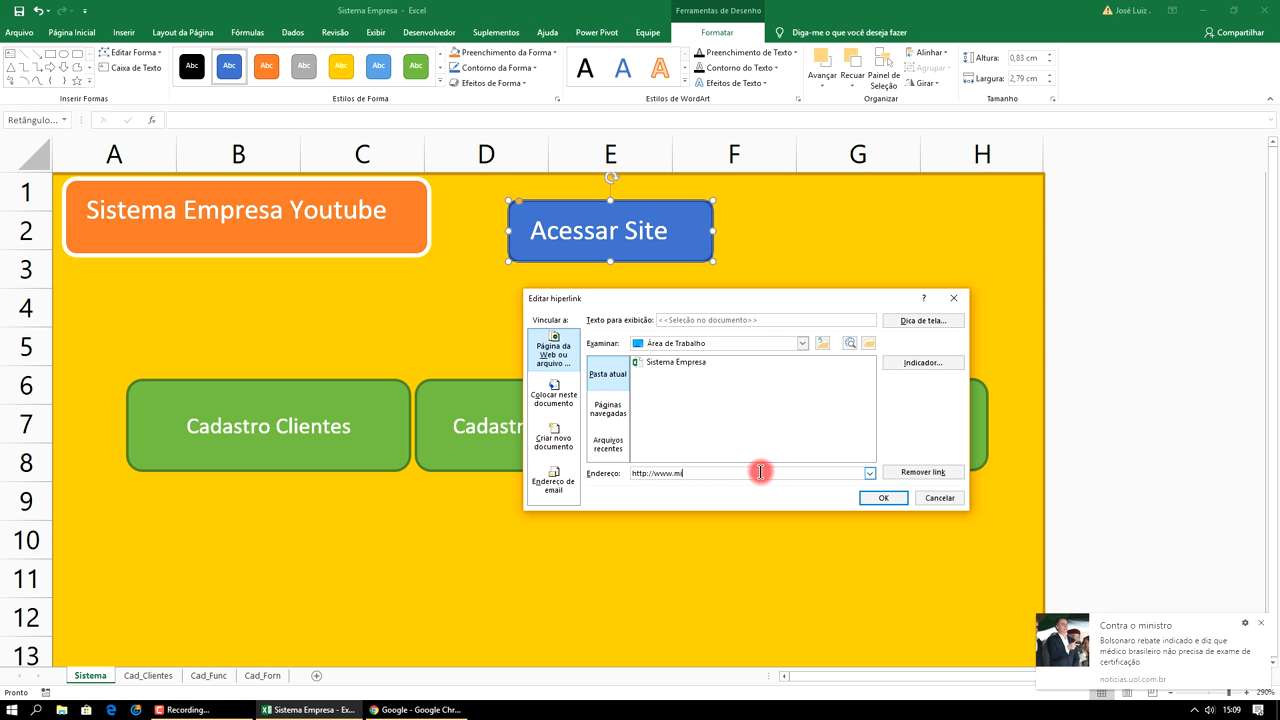 Sistema Empresa - Excel
Ferramentas de Desenho
José Luiz .
Arquivo Página Inicial Inserir Layout da Página Fórmulas Dados Revisão Exibir Desenvolvedor Suplementos Ajuda Power Pivot Equipe Formatar Diga-me o que você deseja fazer Compartilhar
Editar Forma
Caixa de Texto
Inserir Formas
Abc Abc Abc Abc Abc Abc Abc
Preenchimento da Forma
Contorno da Forma
Efeitos de Forma
Estilos de Forma
A A A
Preenchimento de Texto
Contorno do Texto
Efeitos de Texto
Estilos de WordArt
Avançar Recuar Painel de Seleção
Alinhar
Agrupar
Girar
Organizar
Altura: 0,83 cm
Largura: 2,79 cm
Tamanho
Retângulo...
fx
A B C D E F G H
1
2
3
4
5
6
7
8
9
10
11
12
13
Sistema Empresa Youtube
Acessar Site
Cadastro Clientes
Cadastr
Editar hiperlink
?
Vincular a:
Texto para exibição: <<Seleção no documento>>
Dica de tela...
Página da Web ou arquivo ...
Colocar neste documento
Criar novo documento
Endereço de email
Examinar: Área de Trabalho
Pasta atual
Páginas navegadas
Arquivos recentes
Sistema Empresa
Indicador...
Endereço: http://www.mi
Remover link
OK
Cancelar
Contra o ministro
Bolsonaro rebate indicado e diz que
médico brasileiro não precisa de exame de
certificação
noticias.uol.com.br
Sistema Cad_Clientes Cad_Func Cad_Forn
Pronto
290%
Recording...
Sistema Empresa - Ex...
Google - Google Chr...
15:09